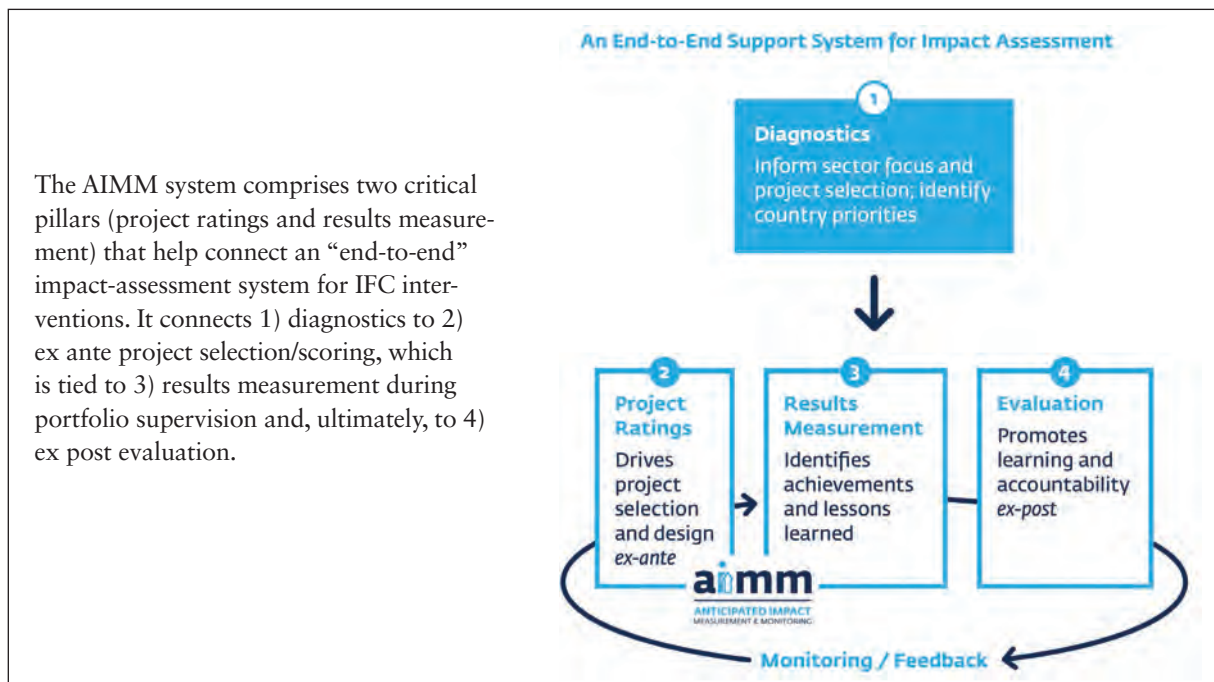 The AIMM system comprises two critical
pillars (project ratings and results measure-
ment) that help connect an “end-to-end”
impact-assessment system for IFC inter-
ventions. It connects 1) diagnostics to 2)
ex ante project selection/scoring, which
is tied to 3) results measurement during
portfolio supervision and, ultimately, to 4)
ex post evaluation.
An End-to-End Support System for Impact Assessment
1
Diagnostics
Inform sector focus and
project selection; identify
country priorities
2
Project
Ratings
Drives
project
selection
and design
ex-ante
3
Results
Measurement
Identifies
achievements
and lessons
learned
4
Evaluation
Promotes
learning and
accountability
ex-post
aimm
ANTICIPATED IMPACT
MEASUREMENT & MONITORING
Monitoring / Feedback